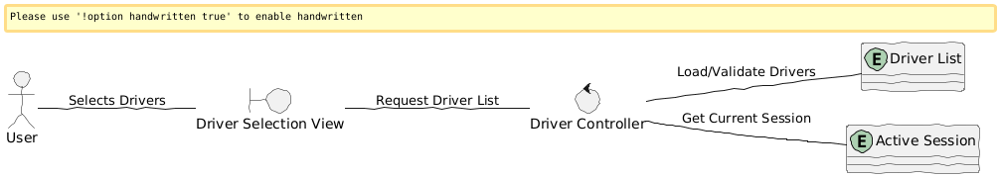 Please use '!option handwritten true' to enable handwritten
User
Selects Drivers
Driver Selection View
Request Driver List
Driver Controller
Load/Validate Drivers
E Driver List
Get Current Session
E Active Session